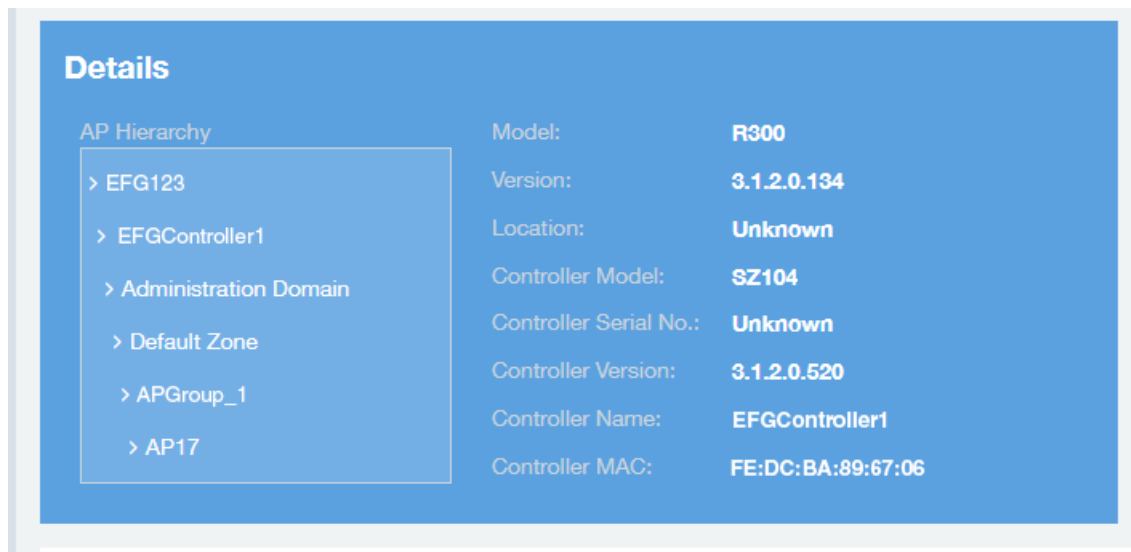 Details
AP Hierarchy
> EFG123
> EFGController1
> Administration Domain
> Default Zone
> APGroup_1
> AP17
Model: R300
Version: 3.1.2.0.134
Location: Unknown
Controller Model: SZ104
Controller Serial No.: Unknown
Controller Version: 3.1.2.0.520
Controller Name: EFGController1
Controller MAC: FE:DC:BA:89:67:06